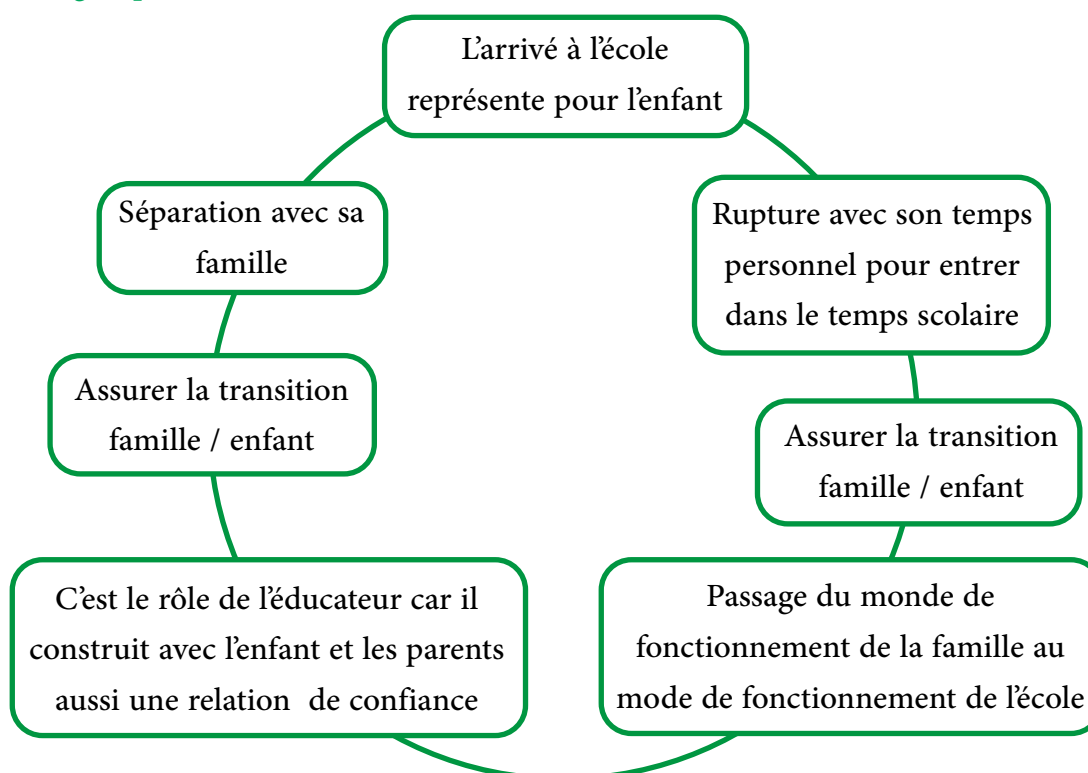 L'arrivé à l'école
représente pour l'enfant
Séparation avec sa
famille
Rupture avec son temps
personnel pour entrer
dans le temps scolaire
Assurer la transition
famille / enfant
Assurer la transition
famille / enfant
C'est le rôle de l'éducateur car il
construit avec l'enfant et les parents
aussi une relation de confiance
Passage du monde de
fonctionnement de la famille au
mode de fonctionnement de l'école